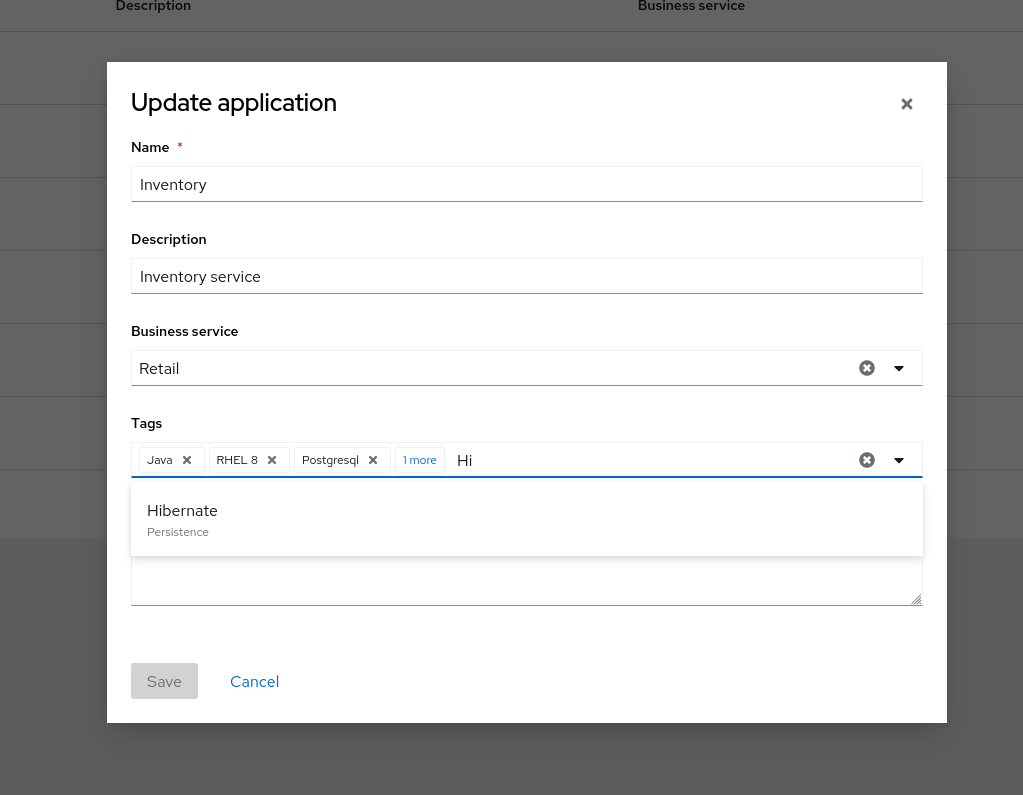 Description Business service
Update application
Name *
Inventory
Description
Inventory service
Business service
Retail
Tags
Java RHEL 8 Postgresql 1 more Hi
Hibernate
Persistence
Save Cancel